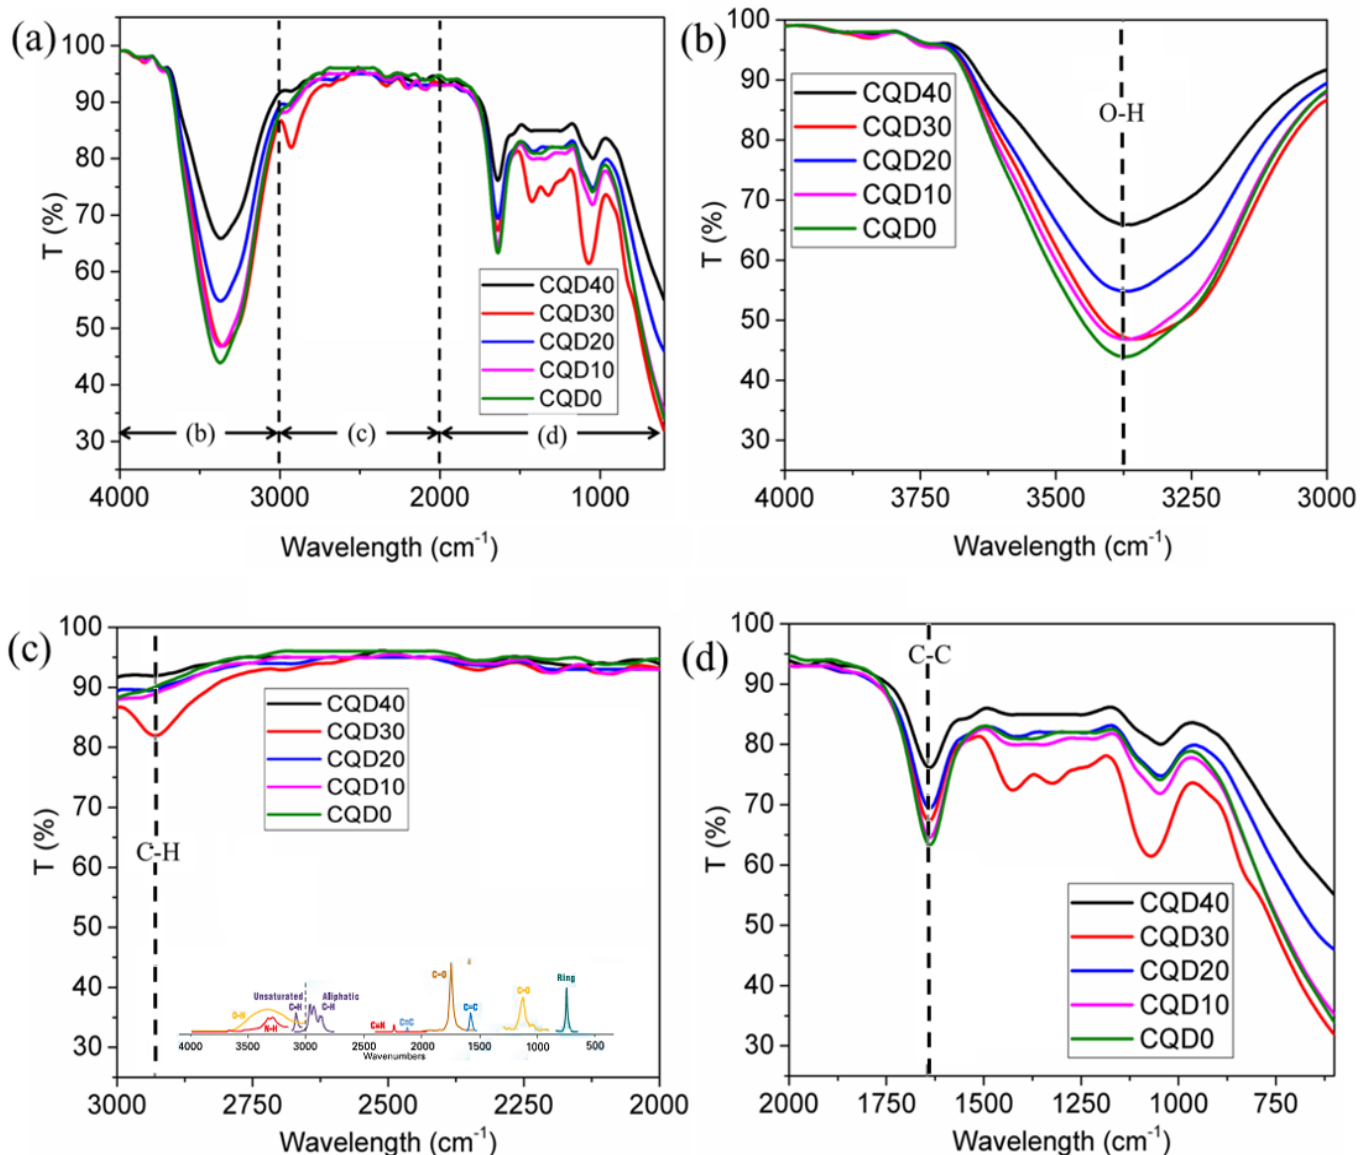 (a)
100
90
80
70
60
50
40
30
T (%)
CQD40
CQD30
CQD20
CQD10
CQD0
(b)
(c)
(d)
4000
3000
2000
1000
Wavelength (cm-1)
(b)
100
90
80
70
60
50
40
30
T (%)
CQD40
CQD30
CQD20
CQD10
CQD0
O-H
4000
3750
3500
3250
3000
Wavelength (cm-1)
(c)
100
90
80
70
60
50
40
30
T (%)
CQD40
CQD30
CQD20
CQD10
CQD0
C-H
Unsaturated
C-H
Aliphatic
C-H
O-H
N-H
C≡N
C≡C
C=O
C=C
C-O
Ring
4000
3500
3000
2500
2000
1500
1000
500
Wavenumbers
3000
2750
2500
2250
2000
Wavelength (cm-1)
(d)
100
90
80
70
60
50
40
30
T (%)
C-C
CQD40
CQD30
CQD20
CQD10
CQD0
2000
1750
1500
1250
1000
750
Wavelength (cm-1)